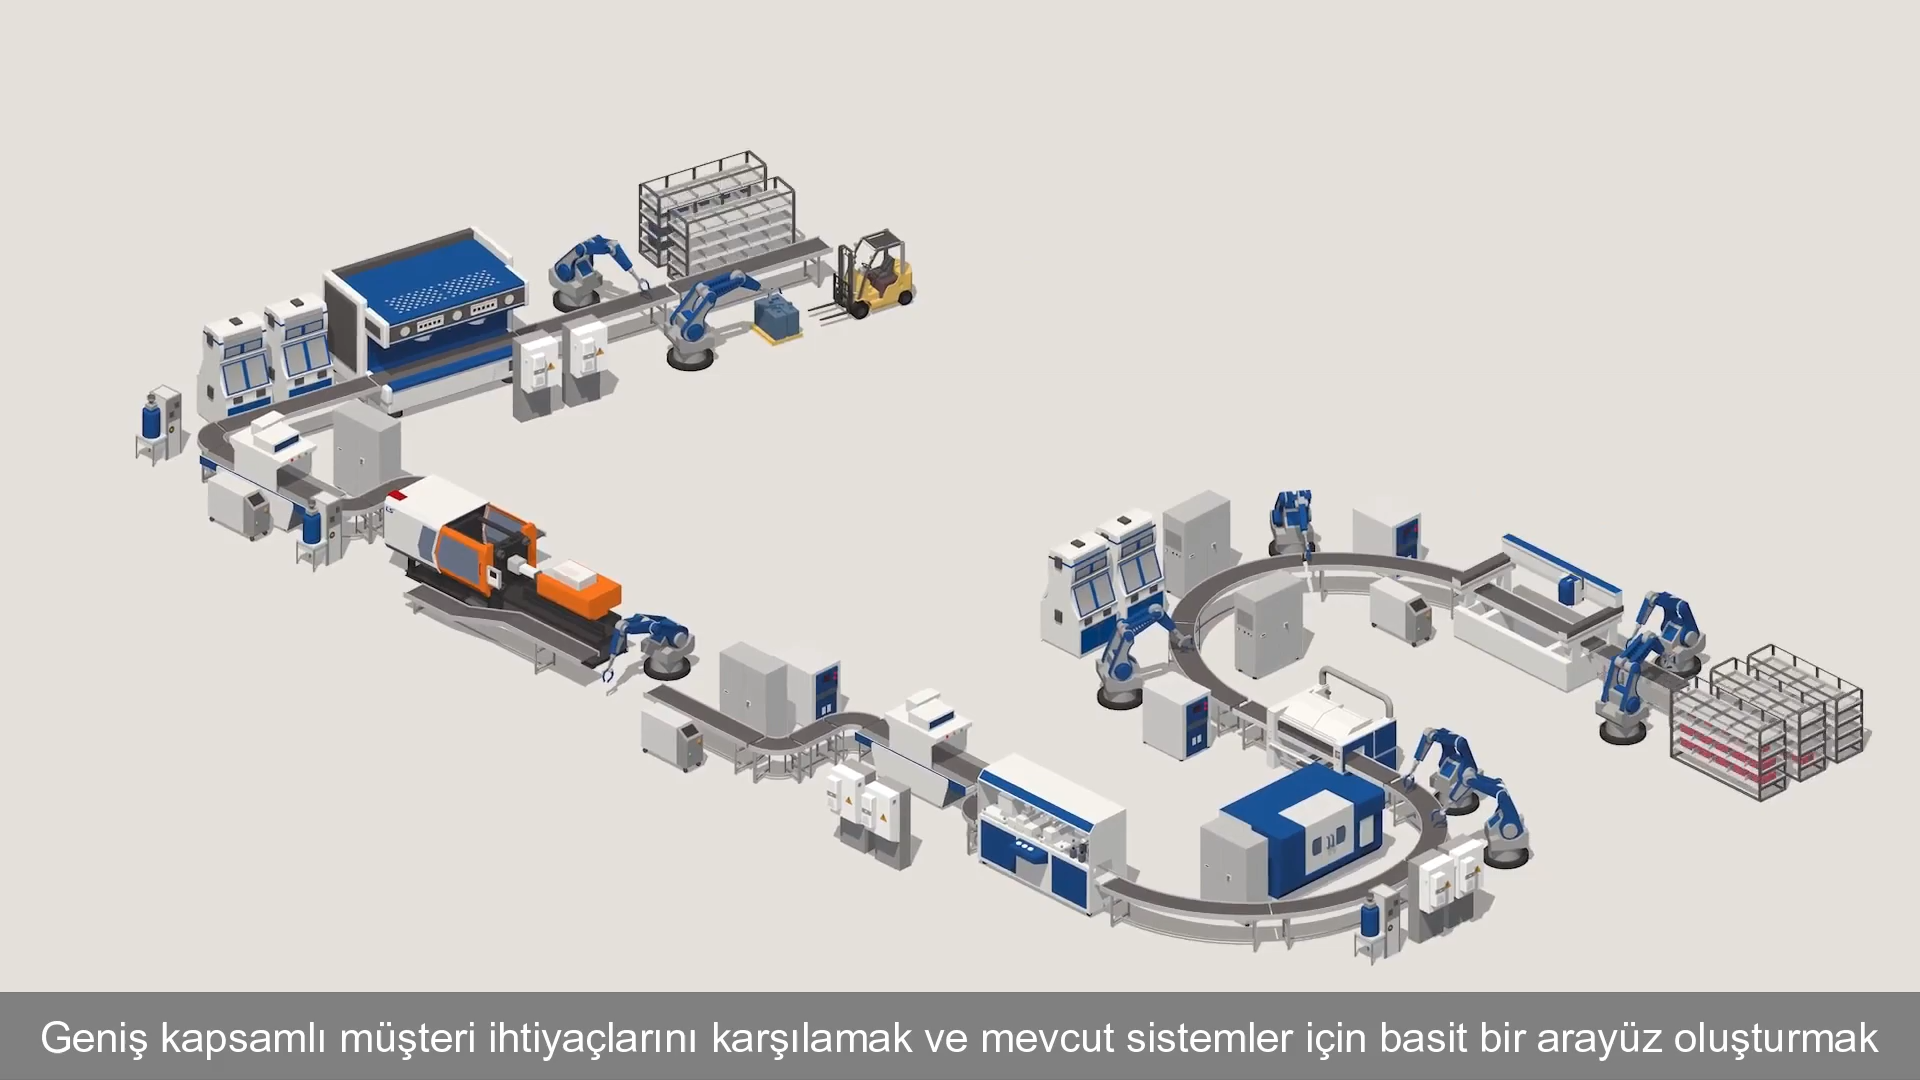 Geniş kapsamlı müşteri ihtiyaçlarını karşılamak ve mevcut sistemler için basit bir arayüz oluşturmak